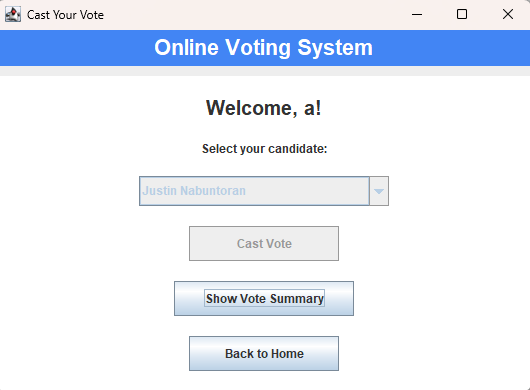 Cast Your Vote
Online Voting System
Welcome, a!
Select your candidate:
Justin Nabuntoran
Cast Vote
Show Vote Summary
Back to Home